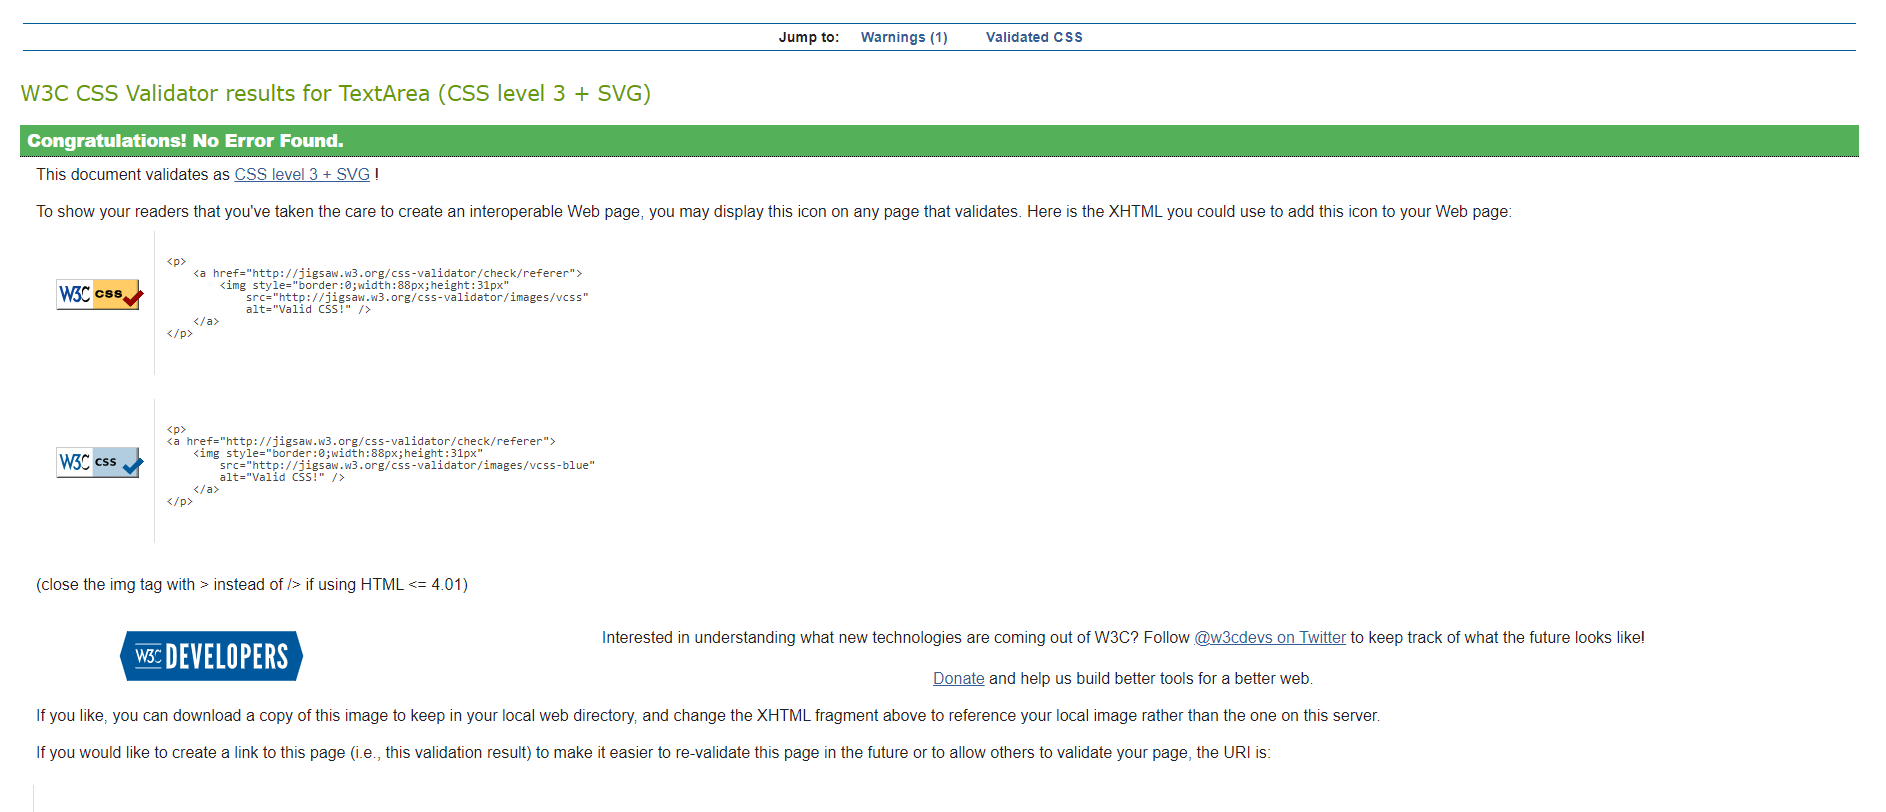 Jump to: Warnings (1) Validated CSS
W3C CSS Validator results for TextArea (CSS level 3 + SVG)
Congratulations! No Error Found.
This document validates as CSS level 3 + SVG !
To show your readers that you've taken the care to create an interoperable Web page, you may display this icon on any page that validates. Here is the XHTML you could use to add this icon to your Web page:
<p>
<a href="http://jigsaw.w3.org/css-validator/check/referer">
<img style="border:0;width:88px;height:31px"
W3C css
src="http://jigsaw.w3.org/css-validator/images/vcss"
alt="Valid CSS!" />
</a>
</p>
<p>
<a href="http://jigsaw.w3.org/css-validator/check/referer">
<img style="border:0;width:88px;height:31px"
W3C css
src="http://jigsaw.w3.org/css-validator/images/vcss-blue"
alt="Valid CSS!" />
</a>
</p>
(close the img tag with > instead of /> if using HTML <= 4.01)
W3C DEVELOPERS
Interested in understanding what new technologies are coming out of W3C? Follow @w3cdevs on Twitter to keep track of what the future looks like!
Donate and help us build better tools for a better web.
If you like, you can download a copy of this image to keep in your local web directory, and change the XHTML fragment above to reference your local image rather than the one on this server.
If you would like to create a link to this page (i.e., this validation result) to make it easier to re-validate this page in the future or to allow others to validate your page, the URI is: